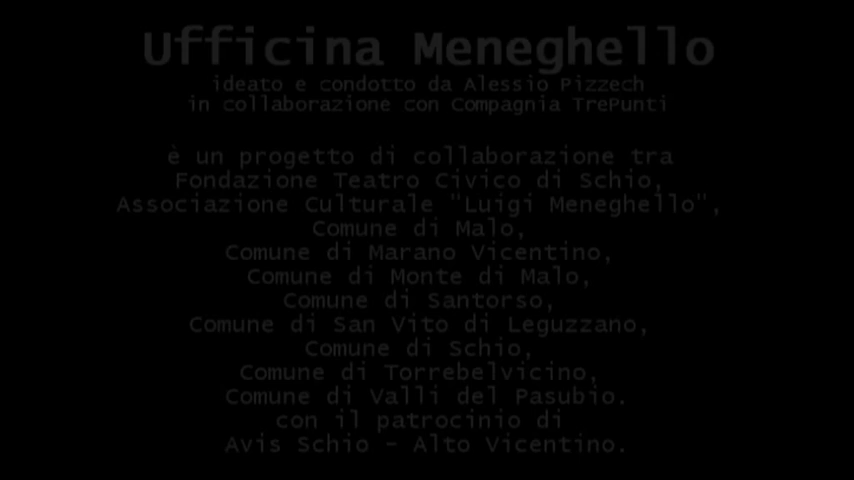 Ufficina Meneghello
ideato e condotto da Alessio Pizzech
in collaborazione con Compagnia TrePunti
è un progetto di collaborazione tra
Fondazione Teatro Civico di Schio,
Associazione Culturale "Luigi Meneghello",
Comune di Malo,
Comune di Marano Vicentino,
Comune di Monte di Malo,
Comune di Santorso,
Comune di San Vito di Leguzzano,
Comune di Schio,
Comune di Torrebelvicino,
Comune di Valli del Pasubio.
con il patrocinio di
Avis Schio - Alto Vicentino.